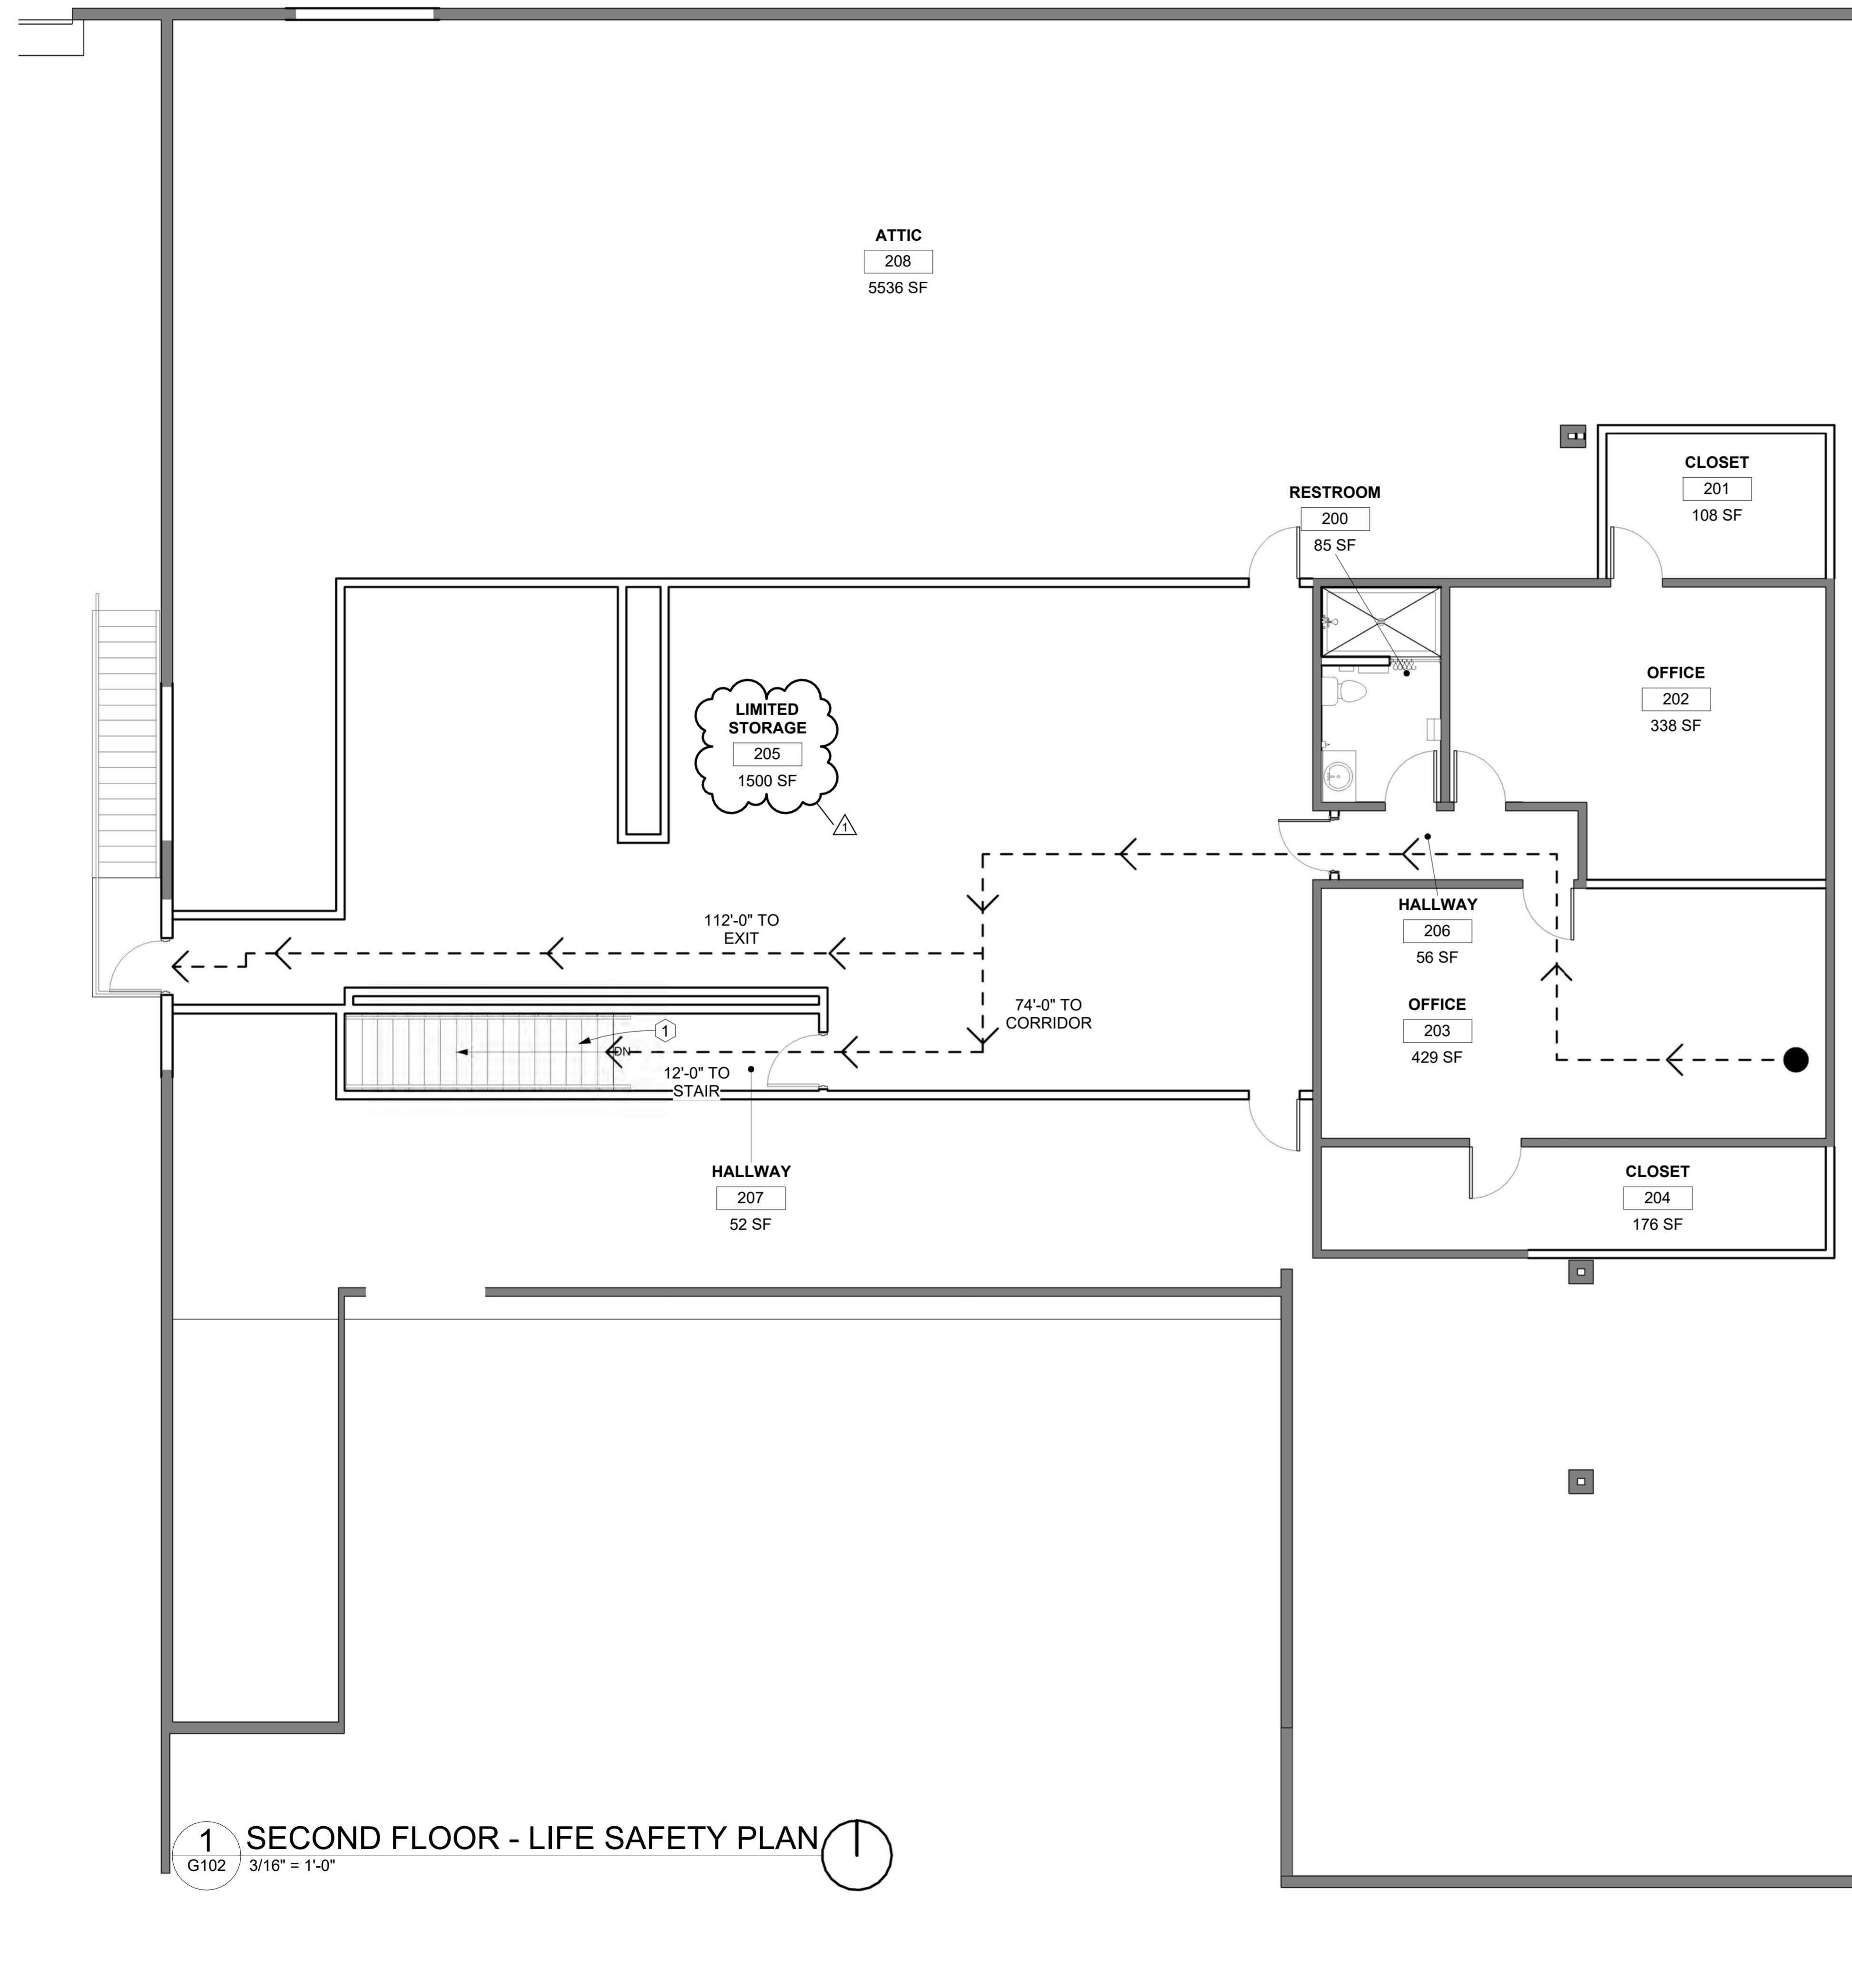 ATTIC
208
5536 SF
CLOSET
201
108 SF
RESTROOM
200
85 SF
OFFICE
202
338 SF
LIMITED
STORAGE
205
1500 SF
1
HALLWAY
206
56 SF
112'-0" TO
EXIT
OFFICE
203
429 SF
74'-0" TO
CORRIDOR
1
DN
12'-0" TO
STAIR
HALLWAY
207
52 SF
CLOSET
204
176 SF
1
G102
SECOND FLOOR - LIFE SAFETY PLAN
3/16" = 1'-0"